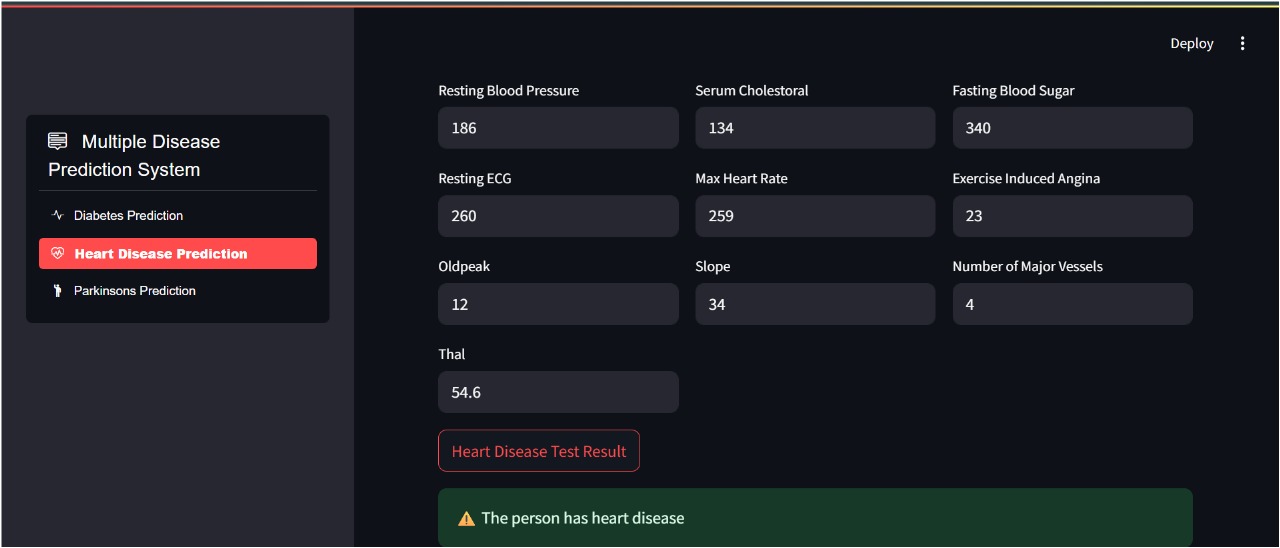 Deploy
Multiple Disease
Prediction System
Diabetes Prediction
Heart Disease Prediction
Parkinsons Prediction
Resting Blood Pressure
186
Serum Cholestoral
134
Fasting Blood Sugar
340
Resting ECG
260
Max Heart Rate
259
Exercise Induced Angina
23
Oldpeak
12
Slope
34
Number of Major Vessels
4
Thal
54.6
Heart Disease Test Result
The person has heart disease